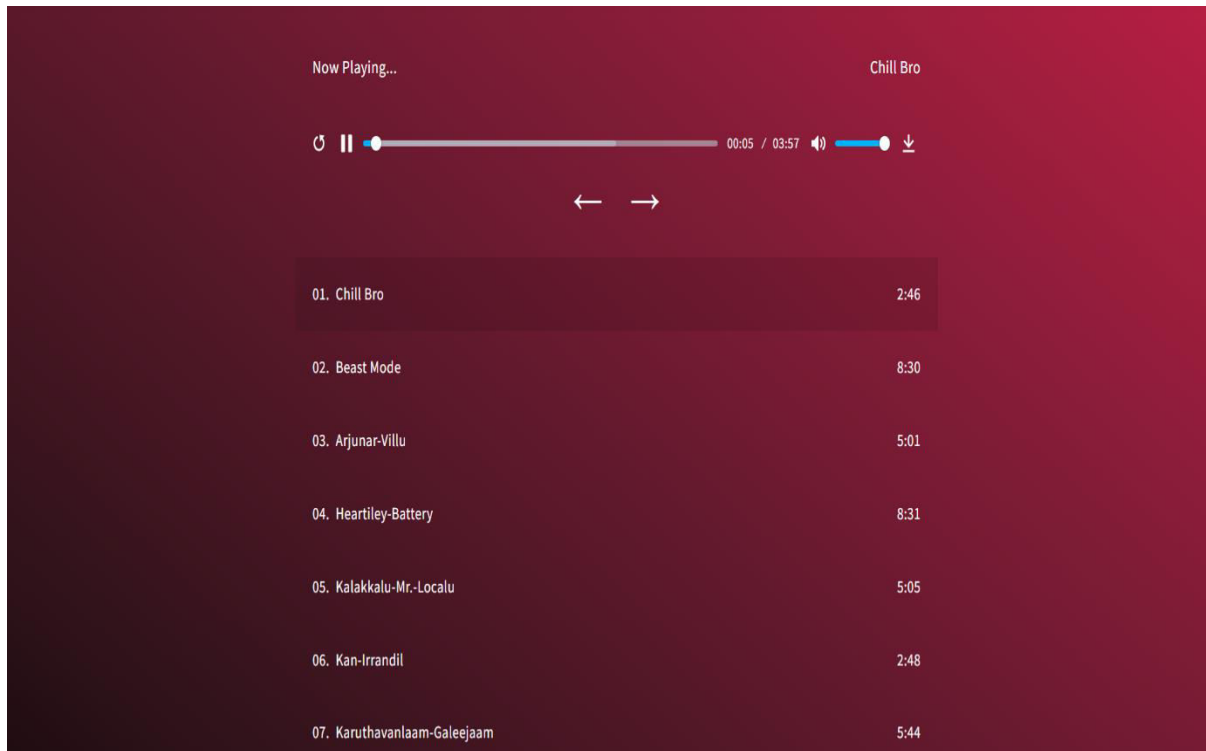 Now Playing... Chill Bro
00:05 / 03:57
01. Chill Bro 2:46
02. Beast Mode 8:30
03. Arjunar-Villu 5:01
04. Heartiley-Battery 8:31
05. Kalakkalu-Mr.-Localu 5:05
06. Kan-Irrandil 2:48
07. Karuthavanlaam-Galeejaam 5:44